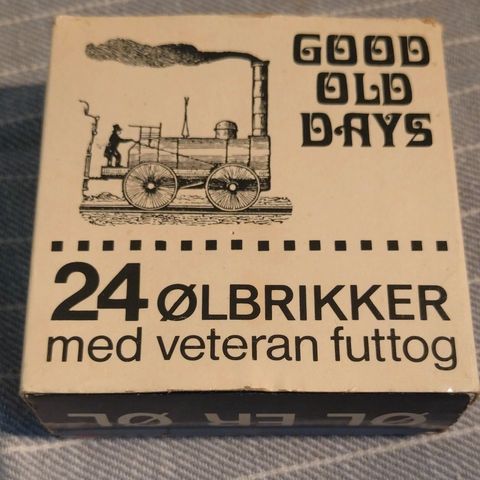 GOOD
OLD
DAYS
24 ØLBRIKKER
med veteran futtog
ØL ER ØL